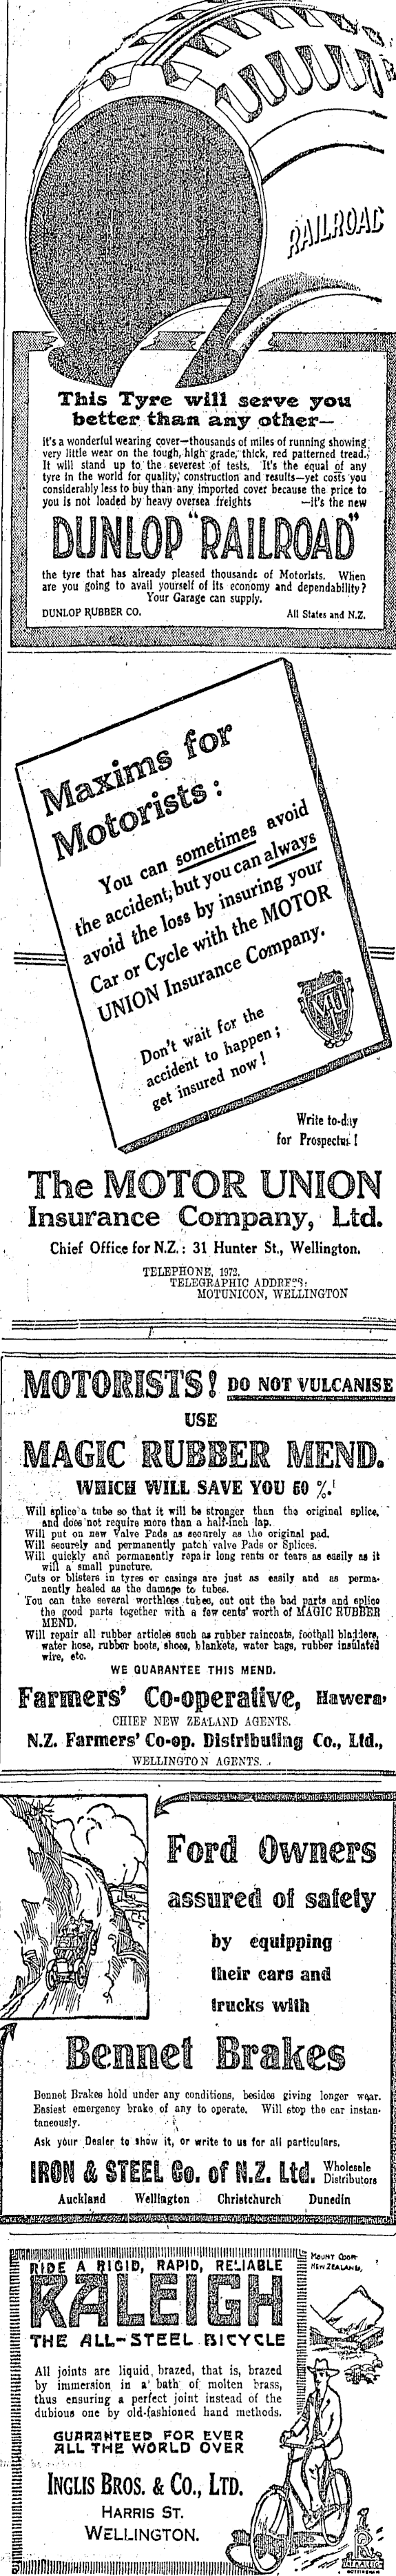 RAILROAD
This Tyre will serve you
better than any other—
It's a wonderful wearing cover—thousands of miles of running showing
very little wear on the tough, high grade, thick, red patterned tread.
It will stand up to the severest of tests. It's the equal of any
tyre in the world for quality, construction and results—yet costs you
considerably less to buy than any imported cover because the price to
you is not loaded by heavy oversea freights —it's the new
DUNLOP "RAILROAD"
the tyre that has already pleased thousands of Motorists. When
are you going to avail yourself of its economy and dependability?
Your Garage can supply.
DUNLOP RUBBER CO. All States and N.Z.
Maxims for
Motorists:
You can sometimes avoid
the accident, but you can always
avoid the loss by insuring your
Car or Cycle with the MOTOR
UNION Insurance Company.
Don't wait for the
accident to happen;
get insured now!
MU
Write to-day
for Prospectus!
The MOTOR UNION
Insurance Company, Ltd.
Chief Office for N.Z.: 31 Hunter St., Wellington.
TELEPHONE, 1972.
TELEGRAPHIC ADDRESS:
MOTUNICON, WELLINGTON
MOTORISTS! DO NOT VULCANISE
USE
MAGIC RUBBER MEND.
WHICH WILL SAVE YOU 50 %.
Will splice a tube so that it will be stronger than the original splice,
and does not require more than a half-inch lap.
Will put on new Valve Pads as securely as the original pad.
Will securely and permanently patch valve Pads or Splices.
Will quickly and permanently repair long rents or tears as easily as it
will a small puncture.
Cuts or blisters in tyres or casings are just as easily and as perma-
nently healed as the damage to tubes.
You can take several worthless tubes, cut out the bad parts and splice
the good parts together with a few cents' worth of MAGIC RUBBER
MEND.
Will repair all rubber articles such as rubber raincoats, football bladders,
water hose, rubber boots, shoes, blankets, water bags, rubber insulated
wire, etc.
WE GUARANTEE THIS MEND.
Farmers' Co-operative, Hawera,
CHIEF NEW ZEALAND AGENTS.
N.Z. Farmers' Co-op. Distributing Co., Ltd.,
WELLINGTON AGENTS.
Ford Owners
assured of safety
by equipping
their cars and
trucks with
Bennet Brakes
Bennet Brakes hold under any conditions, besides giving longer wear.
Easiest emergency brake of any to operate. Will stop the car instan-
taneously.
Ask your Dealer to show it, or write to us for all particulars.
IRON & STEEL Co. of N.Z. Ltd. Wholesale
Distributors
Auckland Wellington Christchurch Dunedin
RIDE A RIGID, RAPID, RELIABLE
RALEIGH
THE ALL-STEEL BICYCLE
MOUNT COOK
NEW ZEALAND.
All joints are liquid brazed, that is, brazed
by immersion in a bath of molten brass,
thus ensuring a perfect joint instead of the
dubious one by old-fashioned hand methods.
GUARANTEED FOR EVER
ALL THE WORLD OVER
INGLIS BROS. & CO., LTD.
HARRIS ST.
WELLINGTON.
R
THE RALEIGH
NOTTINGHAM